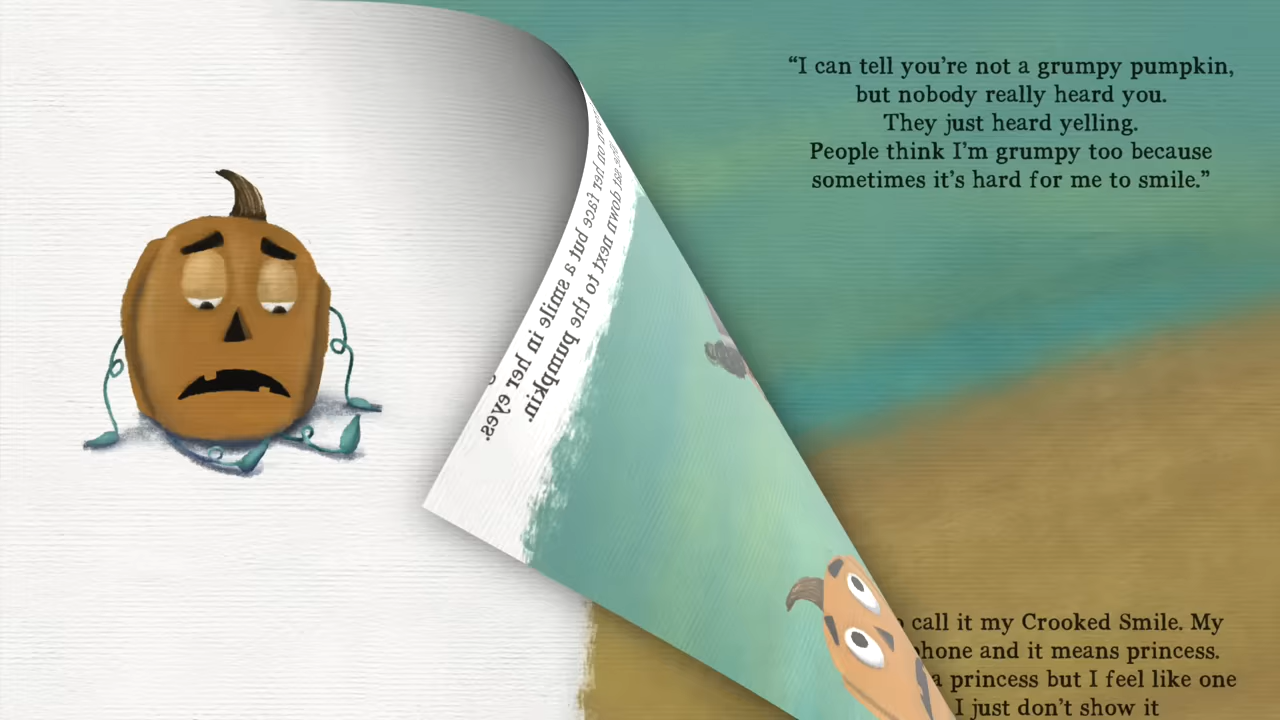 “I can tell you’re not a grumpy pumpkin,
but nobody really heard you.
They just heard yelling.
People think I’m grumpy too because
sometimes it’s hard for me to smile.”
sat down next to the pumpkin.
on her face but a smile in her eyes.
call it my Crooked Smile. My
phone and it means princess.
a princess but I feel like one
I just don’t show it